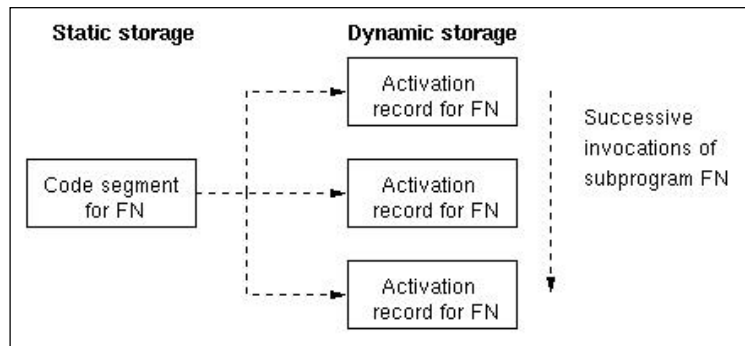 Static storage
Dynamic storage
Activation
record for FN
Successive
invocations of
subprogram FN
Code segment
for FN
Activation
record for FN
Activation
record for FN